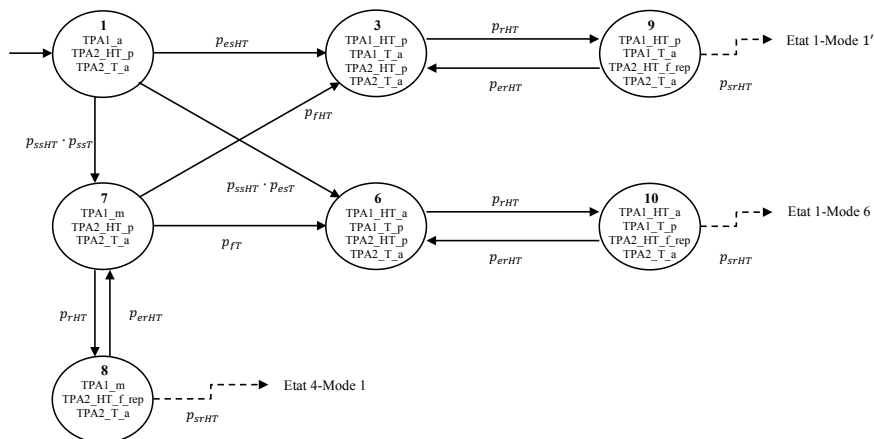 1
TPA1_a
TPA2_HT_p
TPA2_T_a
p_esHT
3
TPA1_HT_p
TPA1_T_a
TPA2_HT_p
TPA2_T_a
p_rHT
p_erHT
9
TPA1_HT_p
TPA1_T_a
TPA2_HT_f_rep
TPA2_T_a
p_srHT
Etat 1-Mode 1′
p_fHT
p_ssHT · p_ssT
p_ssHT · p_esT
7
TPA1_m
TPA2_HT_p
TPA2_T_a
p_fT
6
TPA1_HT_a
TPA1_T_p
TPA2_HT_p
TPA2_T_a
p_rHT
p_erHT
10
TPA1_HT_a
TPA1_T_p
TPA2_HT_f_rep
TPA2_T_a
p_srHT
Etat 1-Mode 6
p_rHT
p_erHT
8
TPA1_m
TPA2_HT_f_rep
TPA2_T_a
p_srHT
Etat 4-Mode 1